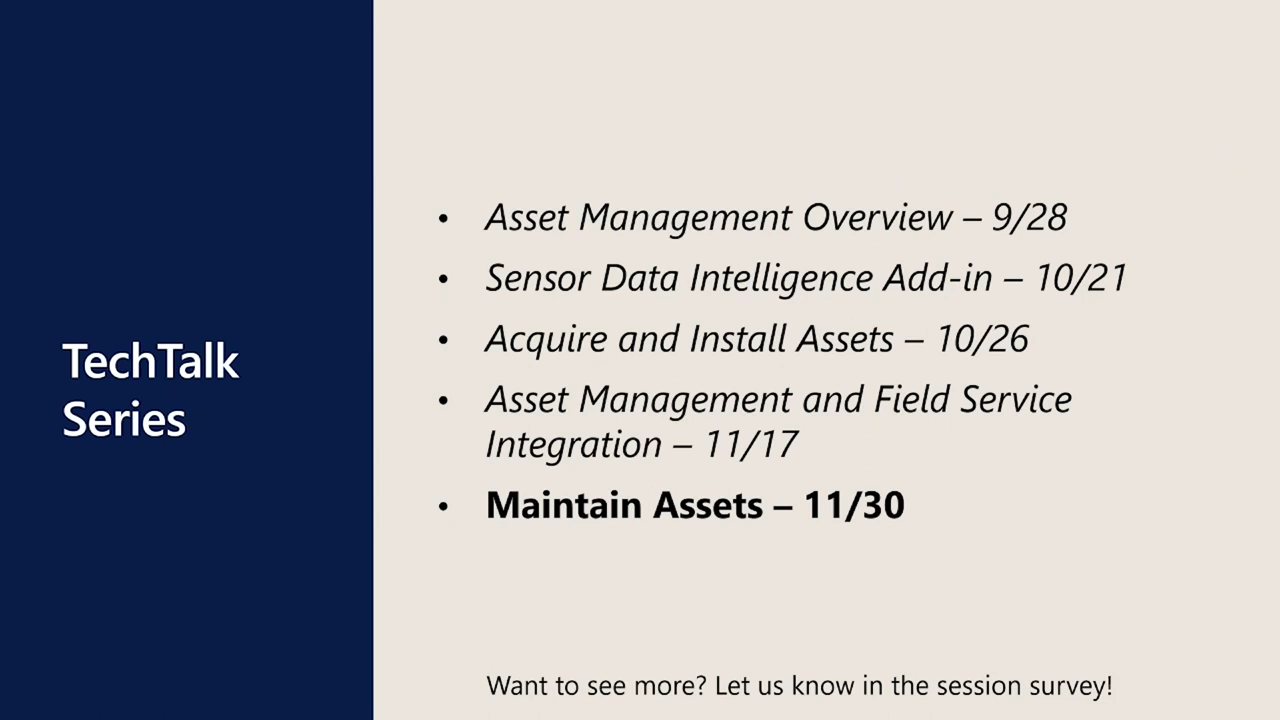 TechTalk
Series
• Asset Management Overview – 9/28
• Sensor Data Intelligence Add-in – 10/21
• Acquire and Install Assets – 10/26
• Asset Management and Field Service
Integration – 11/17
• Maintain Assets – 11/30
Want to see more? Let us know in the session survey!